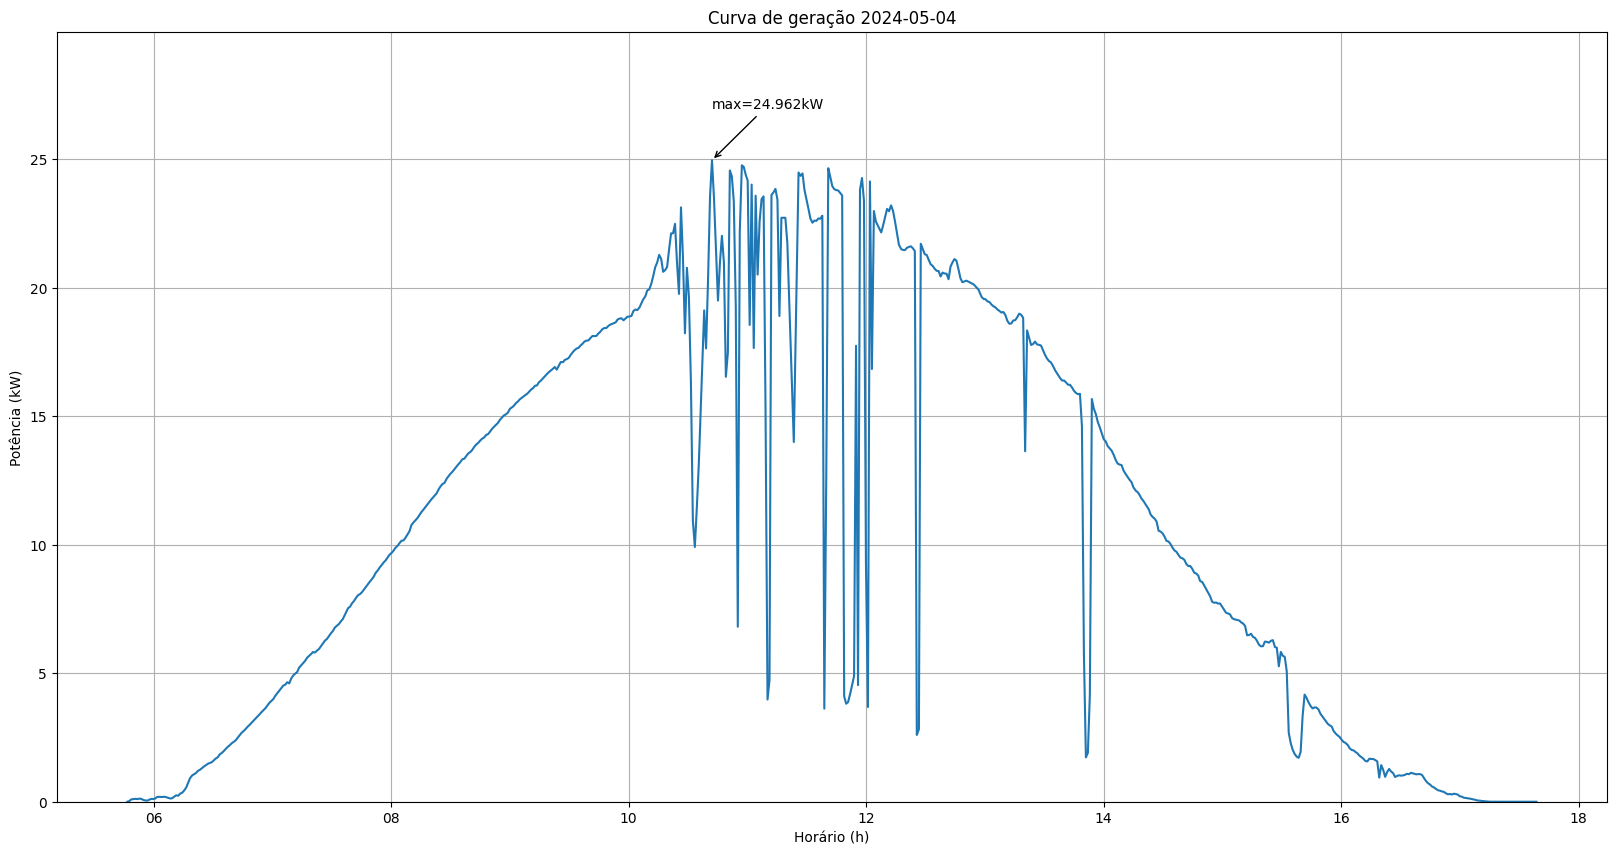 Curva de geração 2024-05-04
max=24.962kW
25
20
15
10
5
0
Potência (kW)
06 08 10 12 14 16 18
Horário (h)